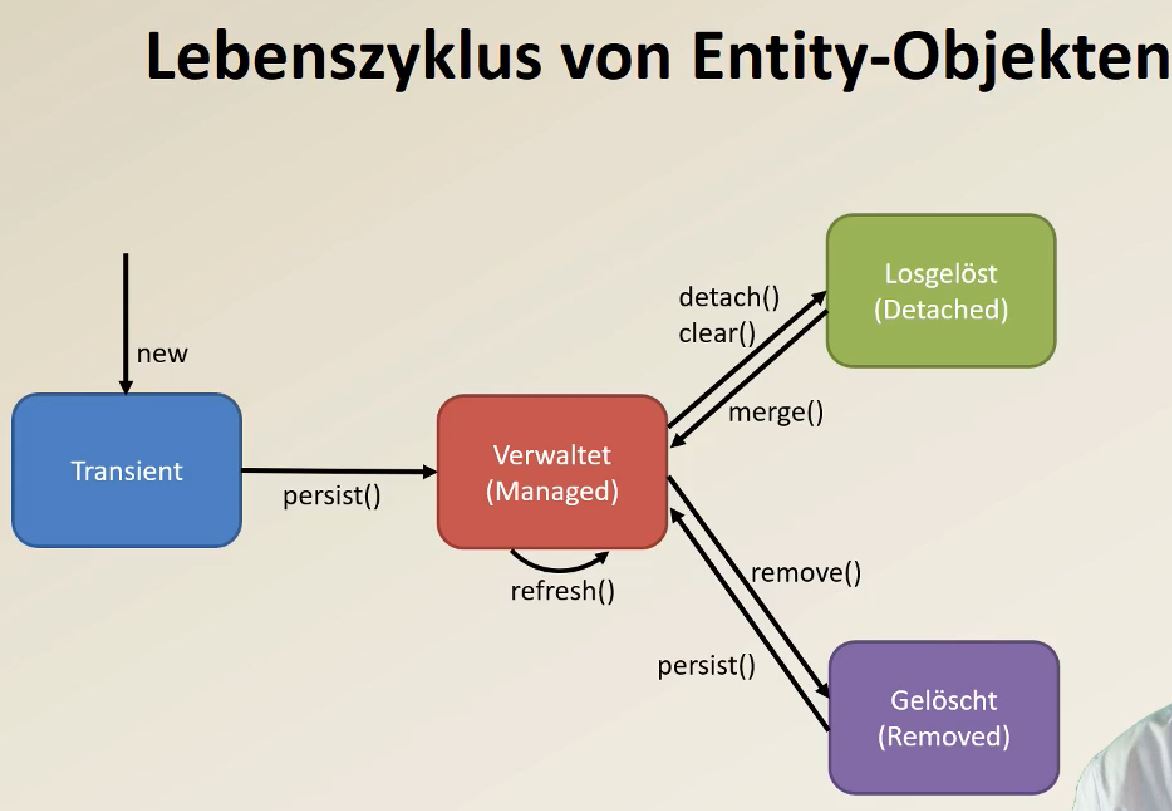 Lebenszyklus von Entity-Objekten
new
Transient
persist()
Verwaltet
(Managed)
refresh()
detach()
clear()
merge()
Losgelöst
(Detached)
remove()
persist()
Gelöscht
(Removed)